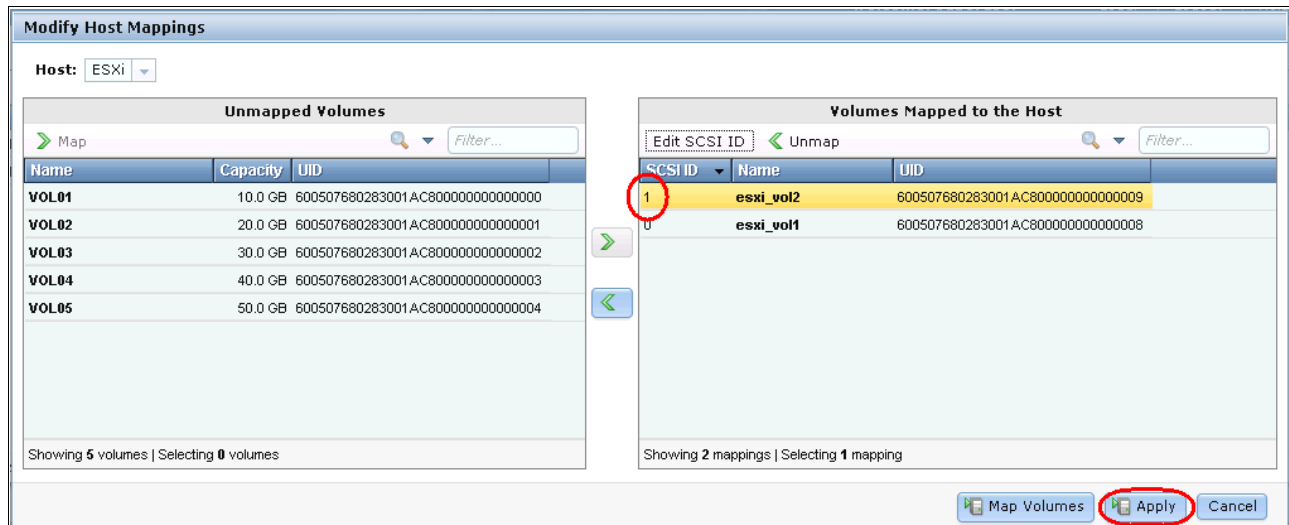 Modify Host Mappings
Host: ESXi
Unmapped Volumes
Map
Filter...
Name Capacity UID
VOL01 10.0 GB 600507680283001AC800000000000000
VOL02 20.0 GB 600507680283001AC800000000000001
VOL03 30.0 GB 600507680283001AC800000000000002
VOL04 40.0 GB 600507680283001AC800000000000003
VOL05 50.0 GB 600507680283001AC800000000000004
Showing 5 volumes | Selecting 0 volumes
Volumes Mapped to the Host
Edit SCSI ID Unmap
Filter...
SCSI ID Name UID
1 esxi_vol2 600507680283001AC800000000000009
0 esxi_vol1 600507680283001AC800000000000008
Showing 2 mappings | Selecting 1 mapping
Map Volumes Apply Cancel